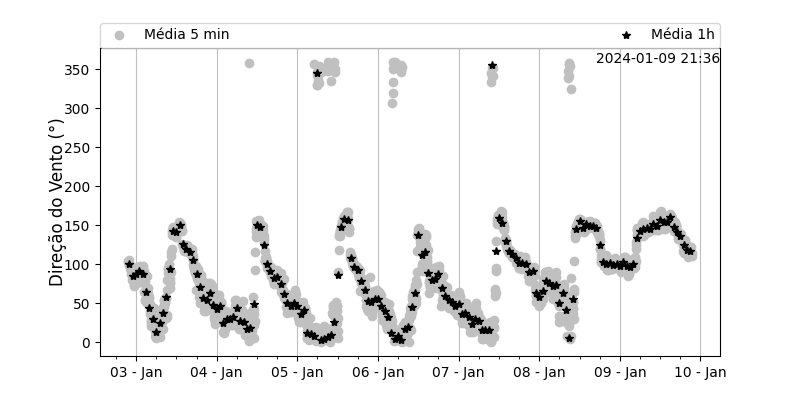 Média 5 min
Média 1h
2024-01-09 21:36
Direção do Vento (°)
350
300
250
200
150
100
50
0
03 - Jan
04 - Jan
05 - Jan
06 - Jan
07 - Jan
08 - Jan
09 - Jan
10 - Jan